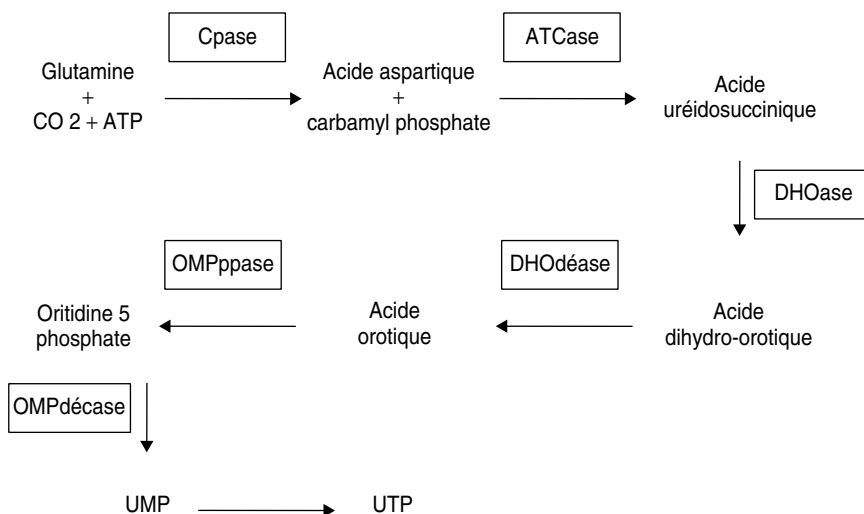 Cpase
ATCase
Glutamine
+
CO 2 + ATP
Acide aspartique
+
carbamyl phosphate
Acide
uréidosuccinique
DHOase
OMPppase
DHOdéase
Oritidine 5
phosphate
Acide
orotique
Acide
dihydro-orotique
OMPdécase
UMP
UTP